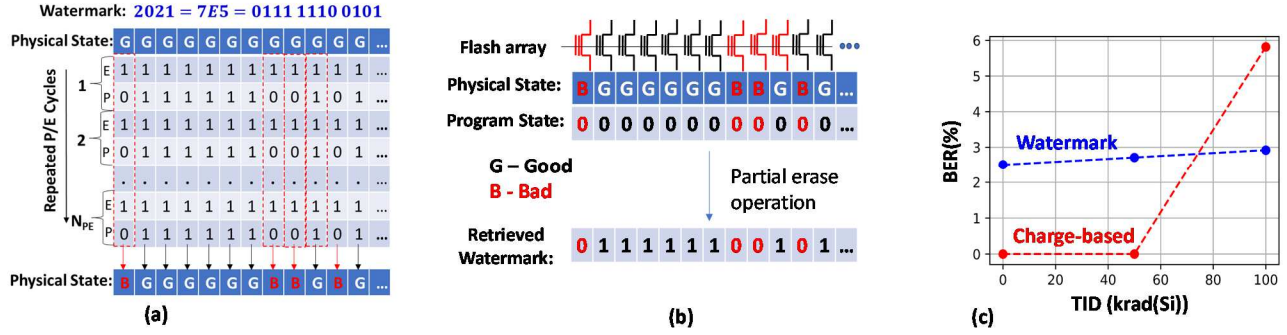 Watermark: 2021 = 7E5 = 0111 1110 0101
Physical State: G G G G G G G G G G G G ...
Repeated P/E Cycles
1
E 1 1 1 1 1 1 1 1 1 1 1 1 ...
P 0 1 1 1 1 1 1 0 0 1 0 1 ...
2
E 1 1 1 1 1 1 1 1 1 1 1 1 ...
P 0 1 1 1 1 1 1 0 0 1 0 1 ...
. . . . . . . . . . . . ...
NPE
E 1 1 1 1 1 1 1 1 1 1 1 1 ...
P 0 1 1 1 1 1 1 0 0 1 0 1 ...
Physical State: B G G G G G G B B G B G ...
(a)
Flash array
Physical State: B G G G G G G B B G B G ...
Program State: 0 0 0 0 0 0 0 0 0 0 0 0 ...
G – Good
B - Bad
Partial erase
operation
Retrieved
Watermark: 0 1 1 1 1 1 1 0 0 1 0 1 ...
(b)
BER(%)
6
5
4
3
2
1
0
Watermark
Charge-based
0 20 40 60 80 100
TID (krad(Si))
(c)